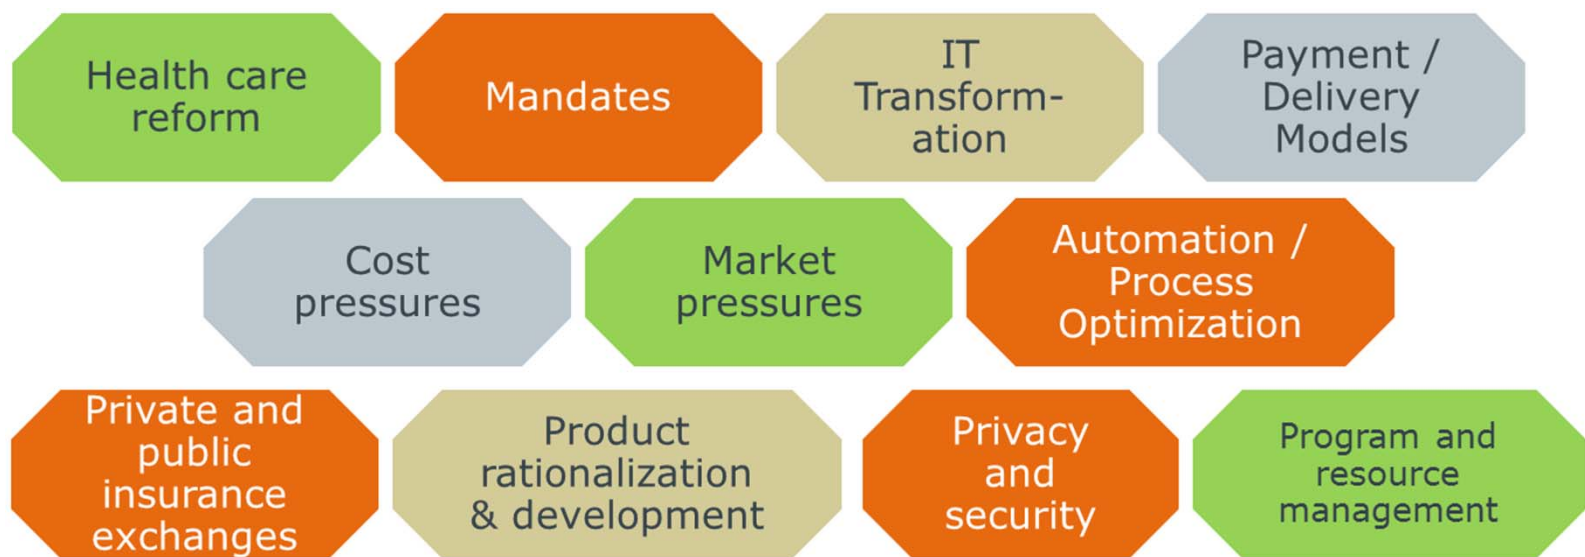 Health care
reform
Mandates
IT
Transform-
ation
Payment /
Delivery
Models
Cost
pressures
Market
pressures
Automation /
Process
Optimization
Private and
public
insurance
exchanges
Product
rationalization
& development
Privacy
and
security
Program and
resource
management